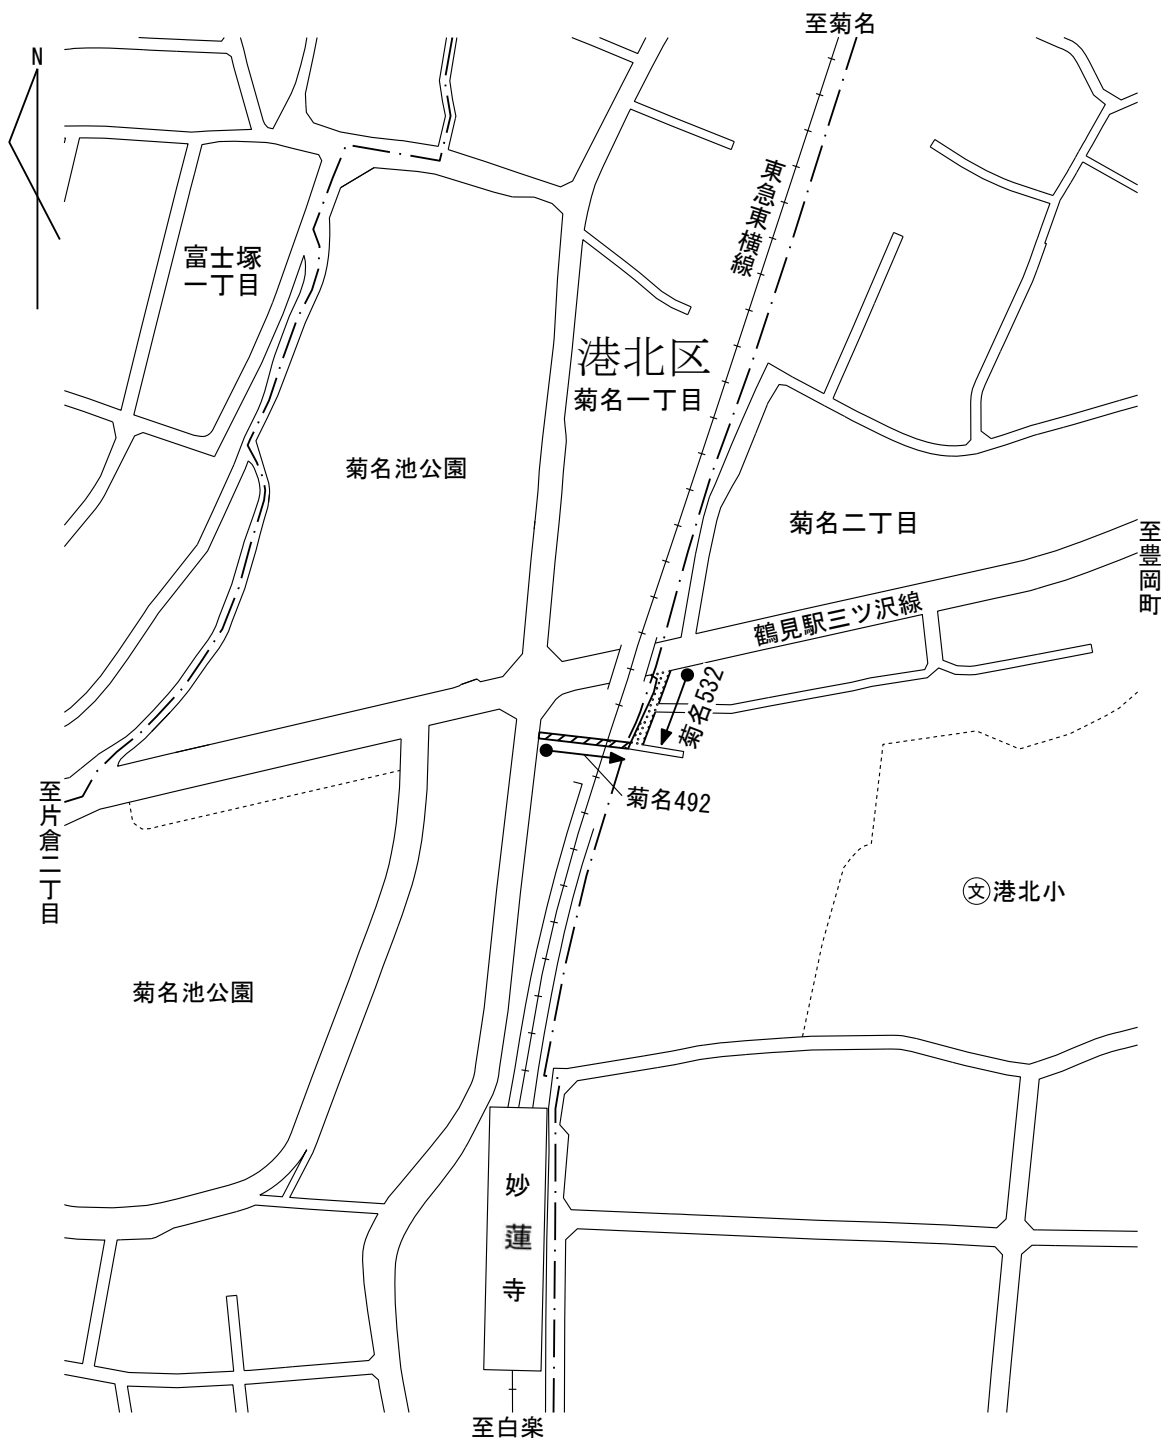 至菊名
N
東急東横線
富士塚
一丁目
港北区
菊名一丁目
菊名池公園
菊名二丁目
至豊岡町
鶴見駅三ツ沢線
菊名532
菊名492
至片倉二丁目
文港北小
菊名池公園
妙蓮寺
至白楽